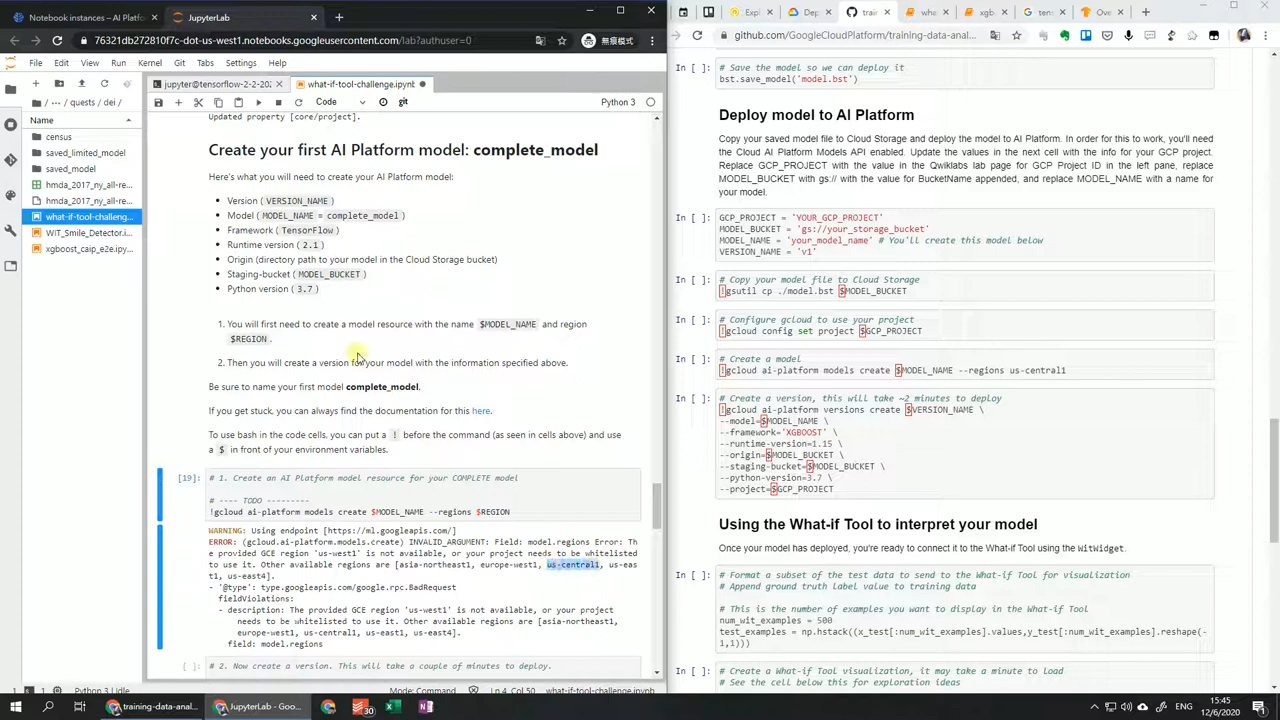 Notebook instances – AI Platfo
JupyterLab
76321db272810f7c-dot-us-west1.notebooks.googleusercontent.com/lab?authuser=0
無痕模式
File
Edit
View
Run
Kernel
Git
Tabs
Settings
Help
jupyter@tensorflow-2-2-202
what-if-tool-challenge.ipynb
Code
git
Python 3
/ ··· / quests / dei /
Name
census
saved_limited_model
saved_model
hmda_2017_ny_all-re...
hmda_2017_ny_all-re...
what-if-tool-challeng...
WIT_Smile_Detector.i...
xgboost_caip_e2e.ipy...
Updated property [core/project].
Create your first AI Platform model: complete_model
Here's what you will need to create your AI Platform model:
Version ( VERSION_NAME )
Model ( MODEL_NAME = complete_model )
Framework ( TensorFlow )
Runtime version ( 2.1 )
Origin (directory path to your model in the Cloud Storage bucket)
Staging-bucket ( MODEL_BUCKET )
Python version ( 3.7 )
1. You will first need to create a model resource with the name $MODEL_NAME and region
$REGION .
2. Then you will create a version for your model with the information specified above.
Be sure to name your first model complete_model.
If you get stuck, you can always find the documentation for this here.
To use bash in the code cells, you can put a ! before the command (as seen in cells above) and use
a $ in front of your environment variables.
[19]:
# 1. Create an AI Platform model resource for your COMPLETE model
# ---- TODO ---------
!gcloud ai-platform models create $MODEL_NAME --regions $REGION
WARNING: Using endpoint [https://ml.googleapis.com/]
ERROR: (gcloud.ai-platform.models.create) INVALID_ARGUMENT: Field: model.regions Error: Th
e provided GCE region 'us-west1' is not available, or your project needs to be whitelisted
to use it. Other available regions are [asia-northeast1, europe-west1, us-central1, us-eas
t1, us-east4].
- '@type': type.googleapis.com/google.rpc.BadRequest
fieldViolations:
- description: The provided GCE region 'us-west1' is not available, or your project
needs to be whitelisted to use it. Other available regions are [asia-northeast1,
europe-west1, us-central1, us-east1, us-east4].
field: model.regions
[ ]:
# 2. Now create a version. This will take a couple of minutes to deploy.
Python 3 | Idle
Mode: Command
Ln 4, Col 50
what-if-tool-challenge.ipynb
Expl
Dep
train
wha
xgb
tens
Ove
github.com/GoogleCloudPlatform/training-data-anal...
In [ ]:
# Save the model so we can deploy it
bst.save_model('model.bst')
Deploy model to AI Platform
Copy your saved model file to Cloud Storage and deploy the model to AI Platform. In order for this to work, you'll need
the Cloud AI Platform Models API enabled. Update the values in the next cell with the info for your GCP project.
Replace GCP_PROJECT with the value in the Qwiklabs lab page for GCP Project ID in the left pane, replace
MODEL_BUCKET with gs:// with the value for BucketName appended, and replace MODEL_NAME with a name for
your model.
In [ ]:
GCP_PROJECT = 'YOUR_GCP_PROJECT'
MODEL_BUCKET = 'gs://your_storage_bucket'
MODEL_NAME = 'your_model_name' # You'll create this model below
VERSION_NAME = 'v1'
In [ ]:
# Copy your model file to Cloud Storage
!gsutil cp ./model.bst $MODEL_BUCKET
In [ ]:
# Configure gcloud to use your project
!gcloud config set project $GCP_PROJECT
In [ ]:
# Create a model
!gcloud ai-platform models create $MODEL_NAME --regions us-central1
In [ ]:
# Create a version, this will take ~2 minutes to deploy
!gcloud ai-platform versions create $VERSION_NAME \
--model=$MODEL_NAME \
--framework='XGBOOST' \
--runtime-version=1.15 \
--origin=$MODEL_BUCKET \
--staging-bucket=$MODEL_BUCKET \
--python-version=3.7 \
--project=$GCP_PROJECT
Using the What-if Tool to interpret your model
Once your model has deployed, you're ready to connect it to the What-if Tool using the WitWidget.
In [ ]:
# Format a subset of the test data to send to the What-if Tool for visualization
# Append ground truth label value to training data
# This is the number of examples you want to display in the What-if Tool
num_wit_examples = 500
test_examples = np.hstack((x_test[:num_wit_examples].values,y_test[:num_wit_examples].reshape(-
1,1)))
In [ ]:
# Create a What-if Tool visualization, it may take a minute to load
# See the cell below this for exploration ideas
training-data-anal...
JupyterLab - Goo...
30
ENG
15:45
12/6/2020